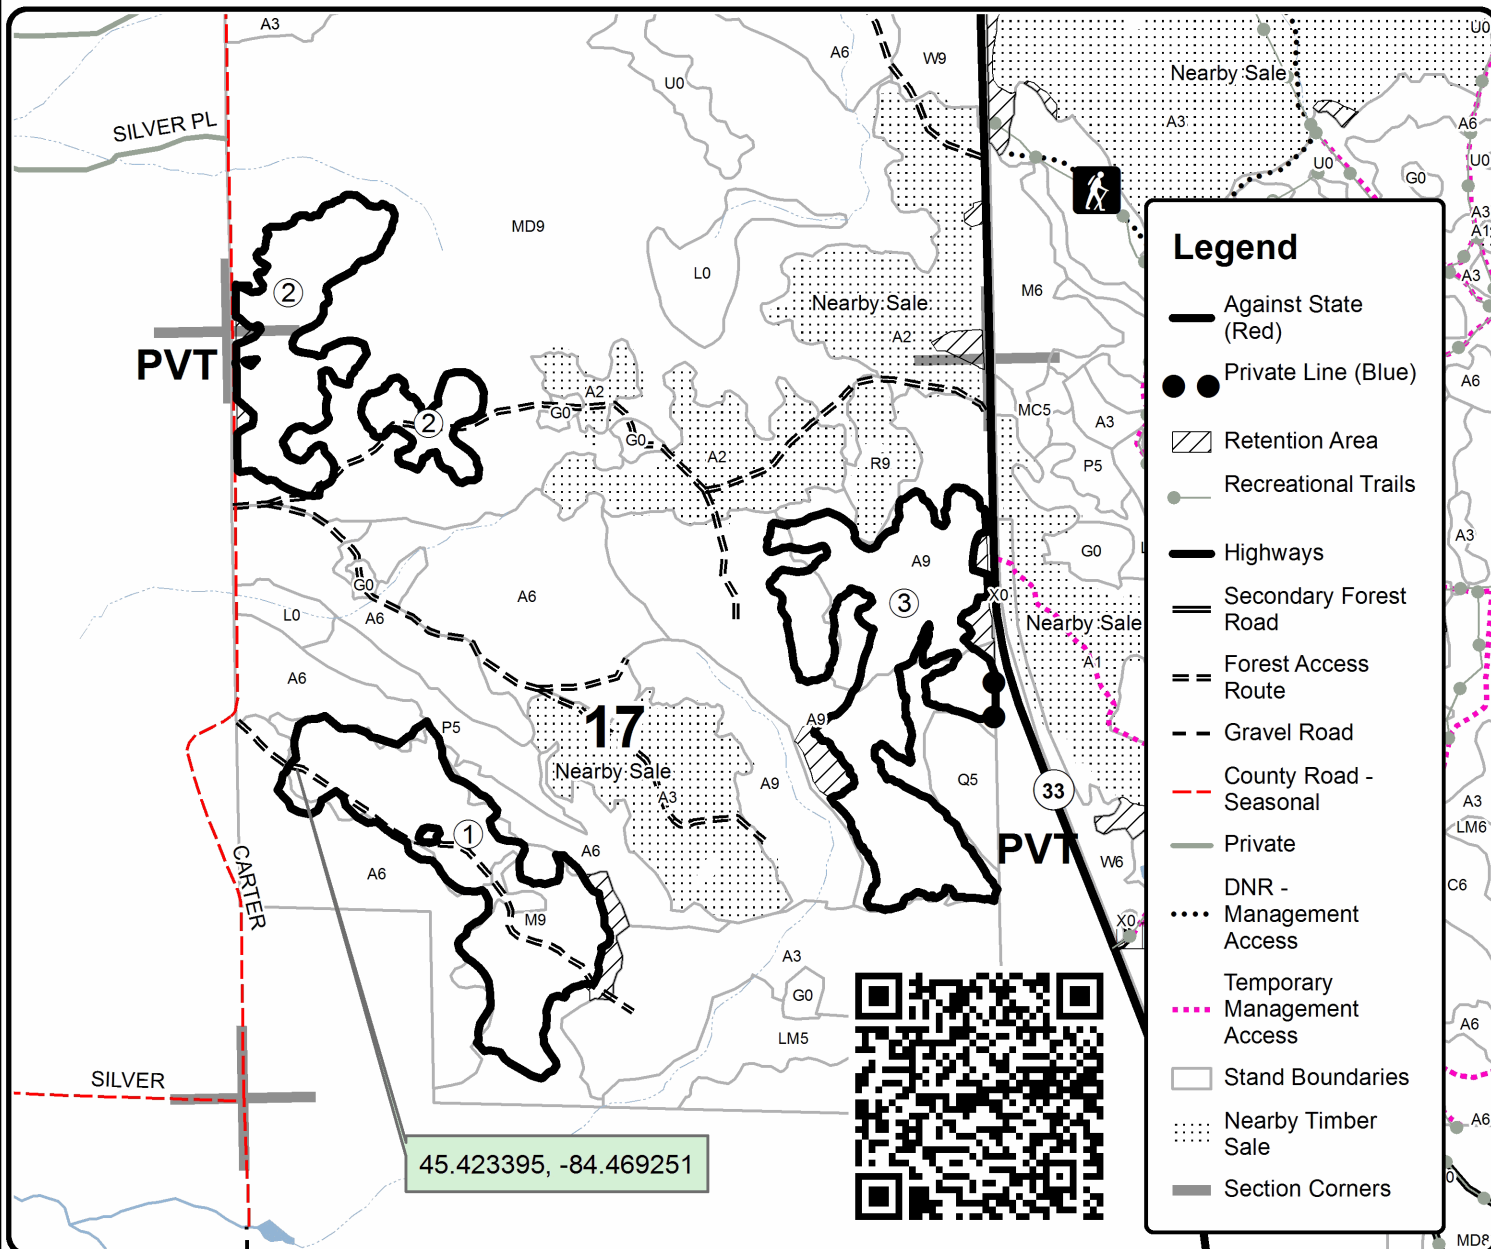 A3
A6
W9
U0
U0
Nearby Sale
A3
A6
SILVER PL
U0
U0
G0
MD9
A3
A1
L0
A3
M6
2
Nearby Sale
A2
PVT
A6
A2
G0
MC5
A3
2
G0
A2
R9
P5
A3
A9
G0
G0
A6
3
X0
L0
A6
Nearby Sale
A1
A6
P5
17
A9
Nearby Sale
A9
Q5
A3
33
A3
1
PVT
LM6
A6
A6
W6
CARTER
C6
M9
X0
A3
G0
A6
LM5
SILVER
A6
45.423395, -84.469251
0
MD8
Legend
Against State
(Red)
Private Line (Blue)
Retention Area
Recreational Trails
Highways
Secondary Forest
Road
Forest Access
Route
Gravel Road
County Road -
Seasonal
Private
DNR -
Management
Access
Temporary
Management
Access
Stand Boundaries
Nearby Timber
Sale
Section Corners